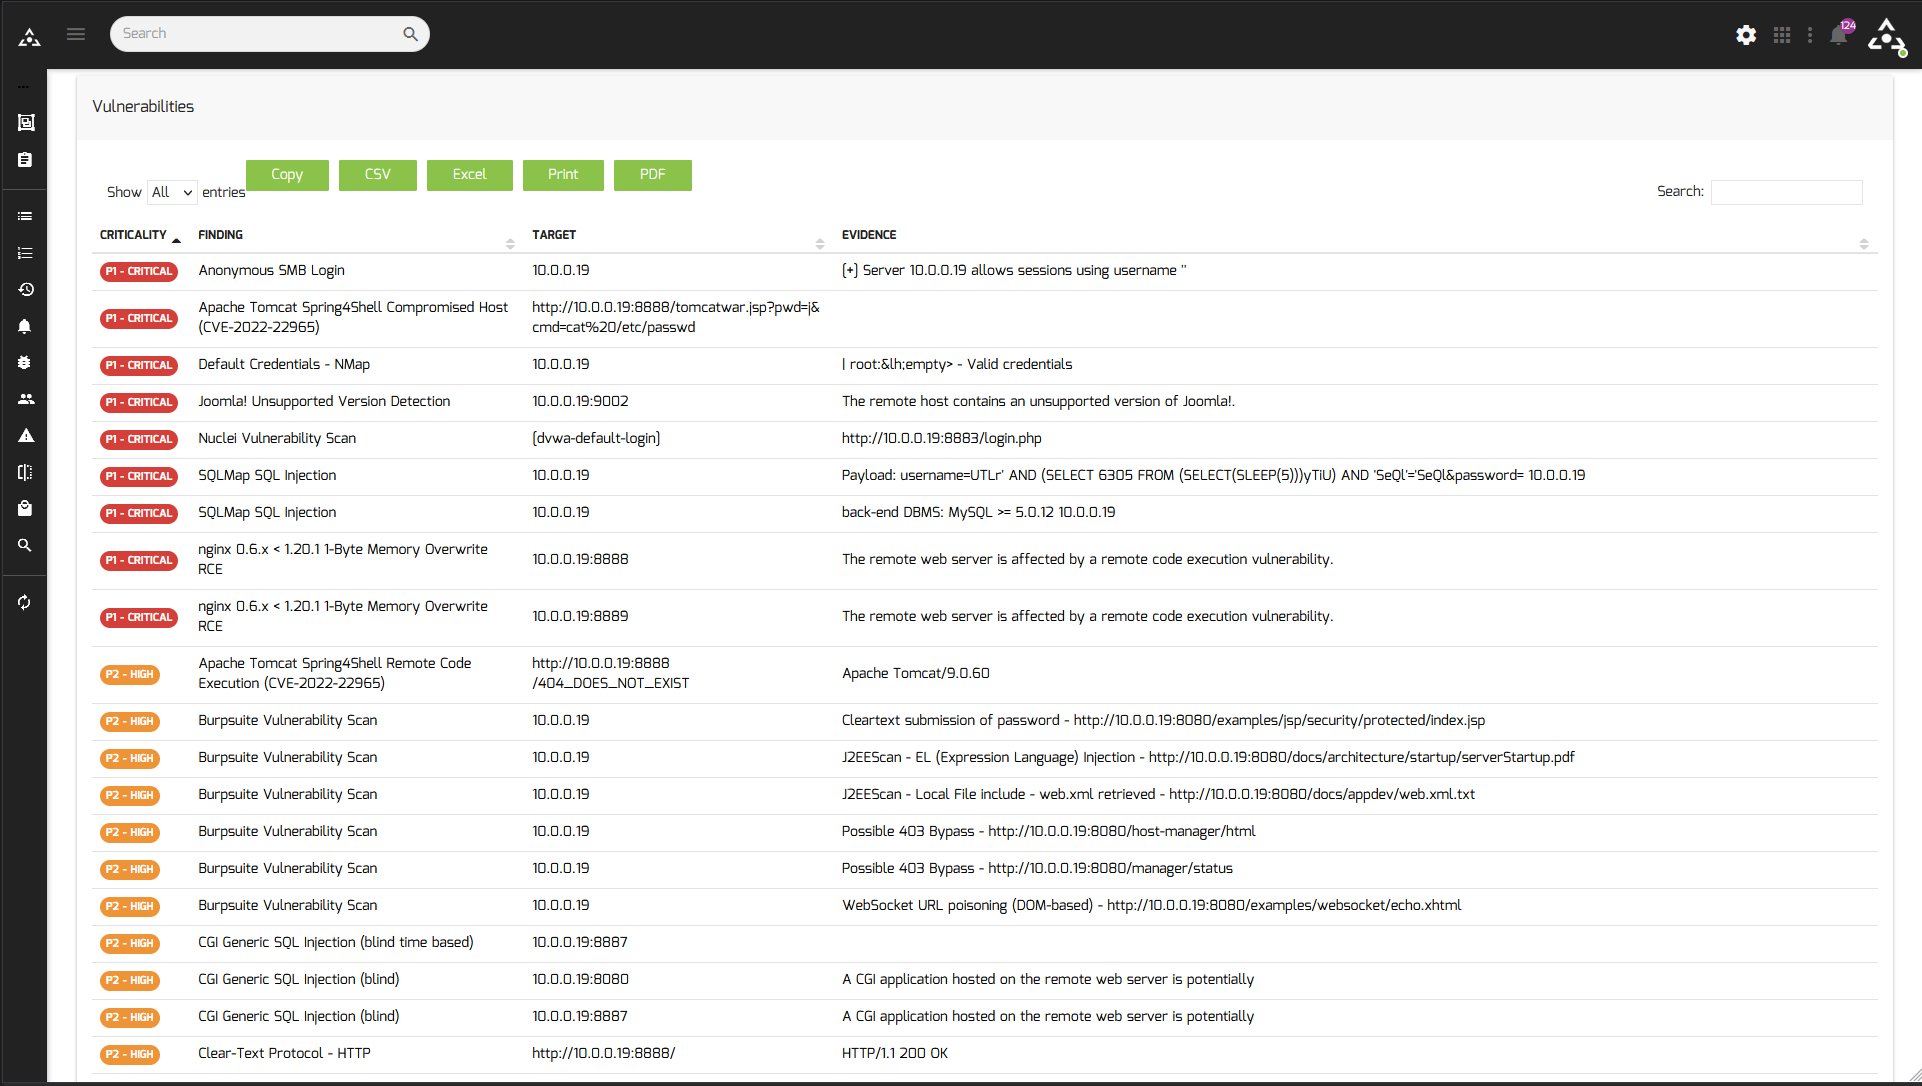 Search
124
...
Vulnerabilities
Show All entries
Copy CSV Excel Print PDF
Search:
CRITICALITY FINDING TARGET EVIDENCE
P1 - CRITICAL Anonymous SMB Login 10.0.0.19 [+] Server 10.0.0.19 allows sessions using username ''
P1 - CRITICAL Apache Tomcat Spring4Shell Compromised Host http://10.0.0.19:8888/tomcatwar.jsp?pwd=j&
(CVE-2022-22965) cmd=cat%20/etc/passwd
P1 - CRITICAL Default Credentials - NMap 10.0.0.19 | root:&lh;empty> - Valid credentials
P1 - CRITICAL Joomla! Unsupported Version Detection 10.0.0.19:9002 The remote host contains an unsupported version of Joomla!.
P1 - CRITICAL Nuclei Vulnerability Scan [dvwa-default-login] http://10.0.0.19:8883/login.php
P1 - CRITICAL SQLMap SQL Injection 10.0.0.19 Payload: username=UTLr' AND (SELECT 6305 FROM (SELECT(SLEEP(5)))yTiU) AND 'SeQl'='SeQl&password= 10.0.0.19
P1 - CRITICAL SQLMap SQL Injection 10.0.0.19 back-end DBMS: MySQL >= 5.0.12 10.0.0.19
P1 - CRITICAL nginx 0.6.x < 1.20.1 1-Byte Memory Overwrite 10.0.0.19:8888 The remote web server is affected by a remote code execution vulnerability.
RCE
P1 - CRITICAL nginx 0.6.x < 1.20.1 1-Byte Memory Overwrite 10.0.0.19:8889 The remote web server is affected by a remote code execution vulnerability.
RCE
P2 - HIGH Apache Tomcat Spring4Shell Remote Code http://10.0.0.19:8888 Apache Tomcat/9.0.60
Execution (CVE-2022-22965) /404_DOES_NOT_EXIST
P2 - HIGH Burpsuite Vulnerability Scan 10.0.0.19 Cleartext submission of password - http://10.0.0.19:8080/examples/jsp/security/protected/index.jsp
P2 - HIGH Burpsuite Vulnerability Scan 10.0.0.19 J2EEScan - EL (Expression Language) Injection - http://10.0.0.19:8080/docs/architecture/startup/serverStartup.pdf
P2 - HIGH Burpsuite Vulnerability Scan 10.0.0.19 J2EEScan - Local File include - web.xml retrieved - http://10.0.0.19:8080/docs/appdev/web.xml.txt
P2 - HIGH Burpsuite Vulnerability Scan 10.0.0.19 Possible 403 Bypass - http://10.0.0.19:8080/host-manager/html
P2 - HIGH Burpsuite Vulnerability Scan 10.0.0.19 Possible 403 Bypass - http://10.0.0.19:8080/manager/status
P2 - HIGH Burpsuite Vulnerability Scan 10.0.0.19 WebSocket URL poisoning (DOM-based) - http://10.0.0.19:8080/examples/websocket/echo.xhtml
P2 - HIGH CGI Generic SQL Injection (blind time based) 10.0.0.19:8887
P2 - HIGH CGI Generic SQL Injection (blind) 10.0.0.19:8080 A CGI application hosted on the remote web server is potentially
P2 - HIGH CGI Generic SQL Injection (blind) 10.0.0.19:8887 A CGI application hosted on the remote web server is potentially
P2 - HIGH Clear-Text Protocol - HTTP http://10.0.0.19:8888/ HTTP/1.1 200 OK